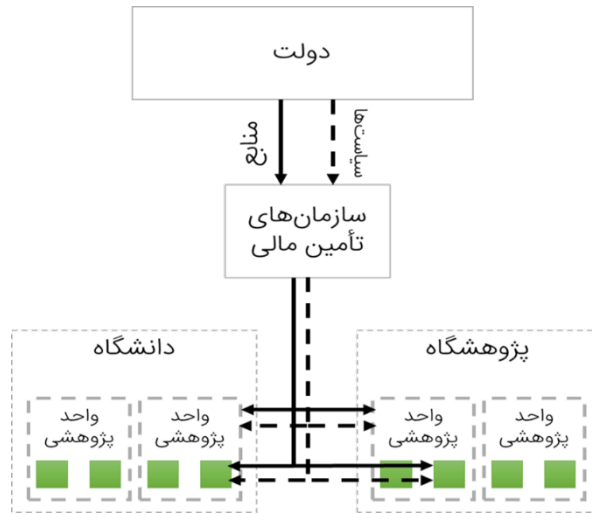 دولت
منابع
سیاست‌ها
سازمان‌های
تأمین مالی
پژوهشگاه
دانشگاه
واحد
پژوهشی
واحد
پژوهشی
واحد
پژوهشی
واحد
پژوهشی